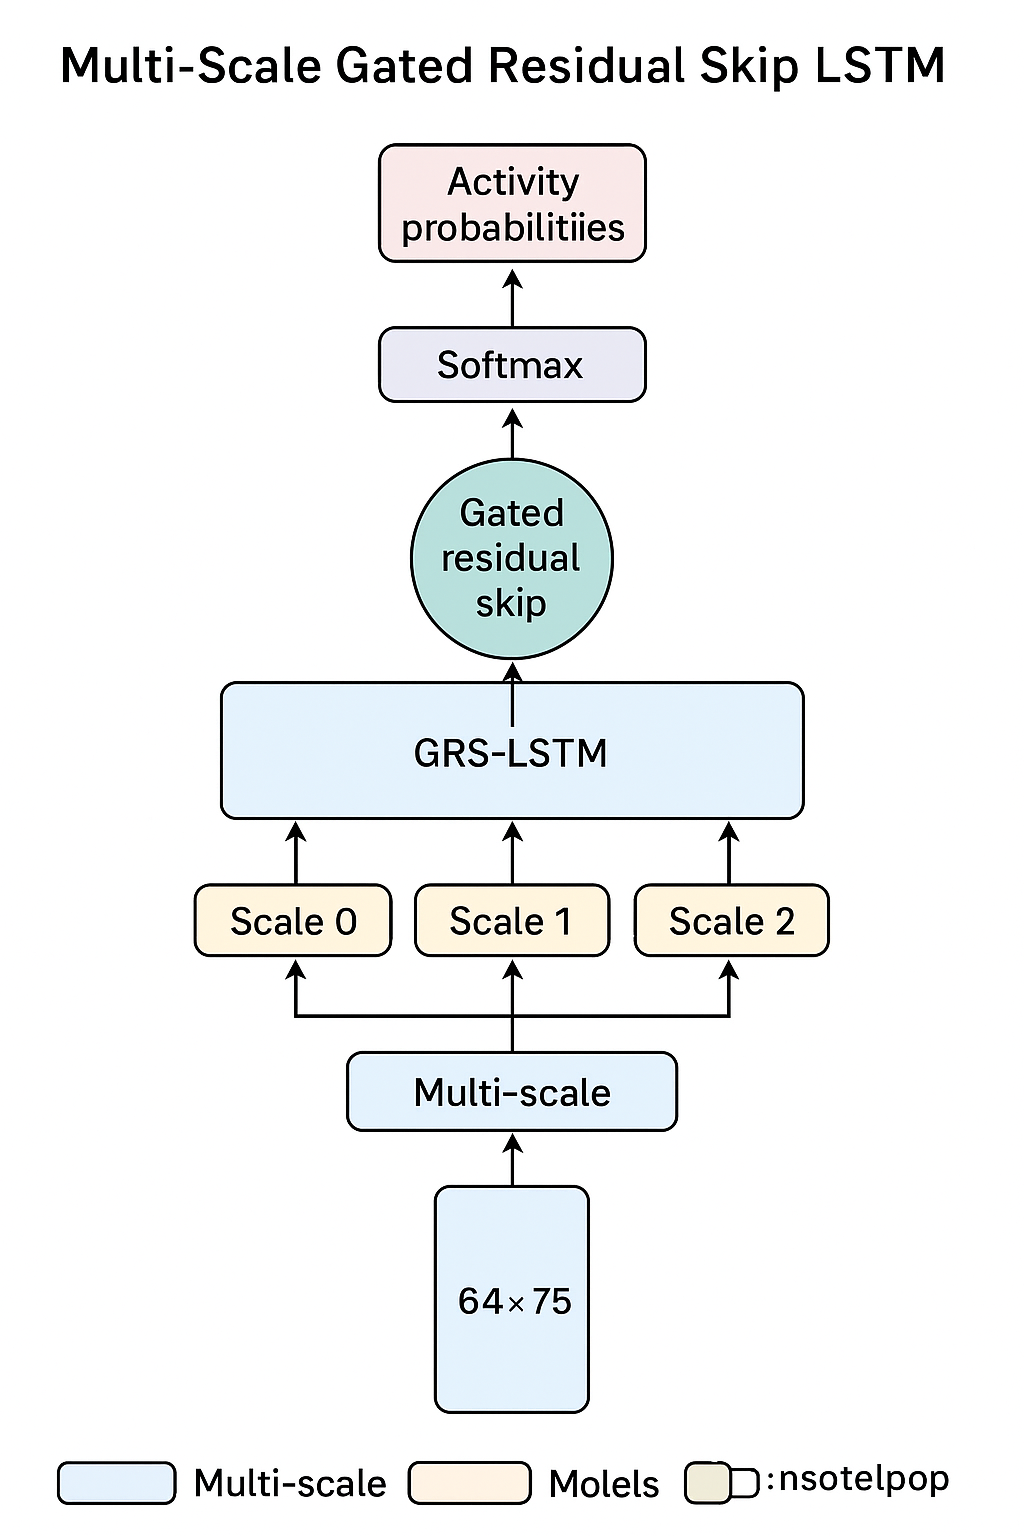 Multi-Scale Gated Residual Skip LSTM
Activity
probabilitiies
Softmax
Gated
residual
skip
GRS-LSTM
Scale 0
Scale 1
Scale 2
Multi-scale
64×75
Multi-scale
Molels
:nsotelpop